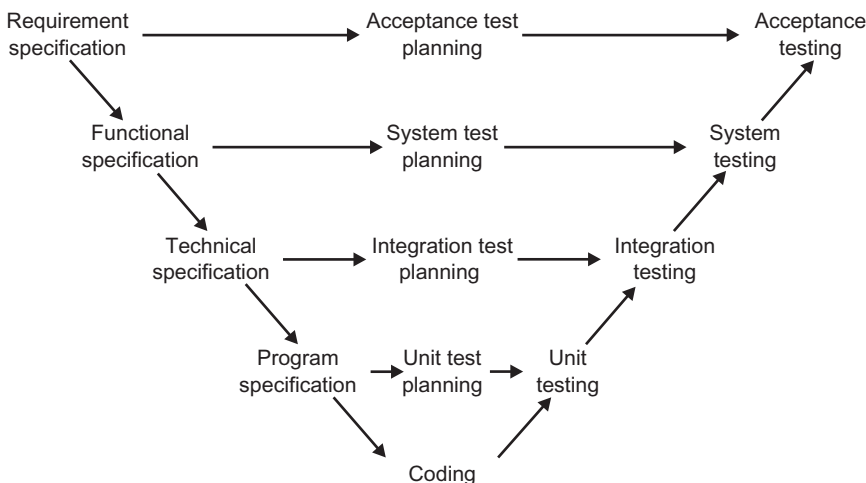 Requirement
specification
Acceptance test
planning
Acceptance
testing
Functional
specification
System test
planning
System
testing
Technical
specification
Integration test
planning
Integration
testing
Program
specification
Unit test
planning
Unit
testing
Coding